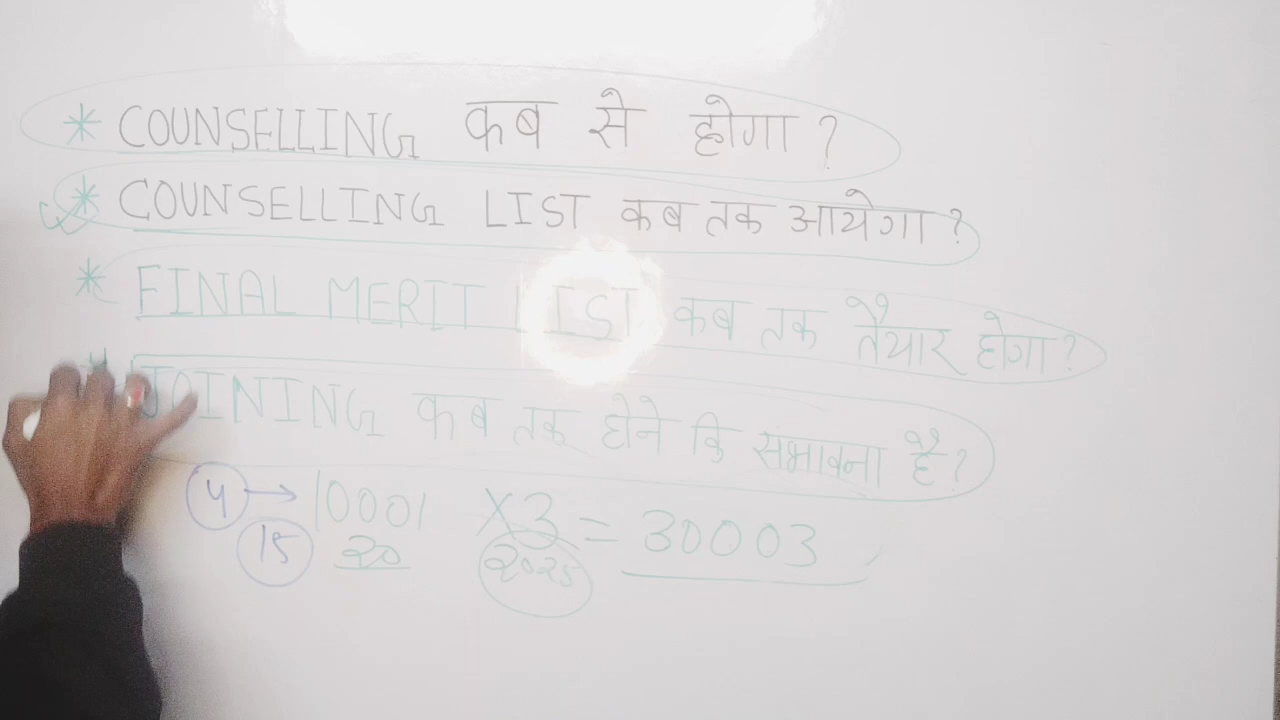 * COUNSELLING कब से होगा ?
* COUNSELLING LIST कब तक आयेगा ?
* FINAL MERIT LIST कब तक तैयार होगा ?
* JOINING कब तक होने कि संभावना है ?
4 → 10001 X3 = 30003
15 20 2025